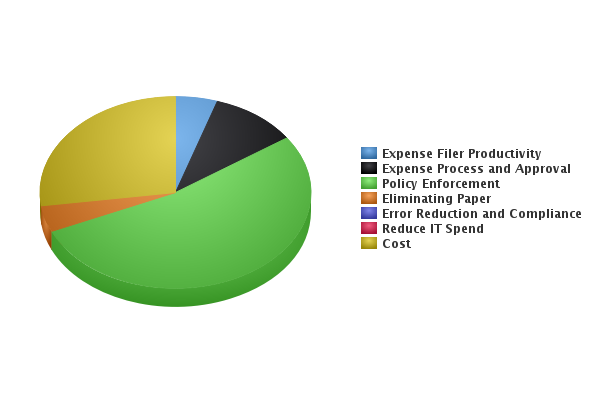 Expense Filer Productivity
Expense Process and Approval
Policy Enforcement
Eliminating Paper
Error Reduction and Compliance
Reduce IT Spend
Cost